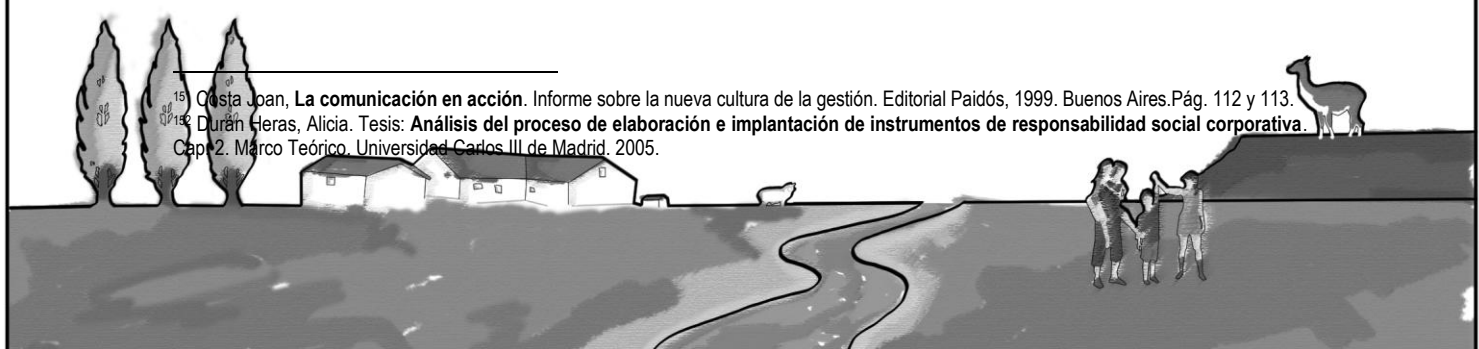 15 Costa Joan, La comunicación en acción. Informe sobre la nueva cultura de la gestión. Editorial Paidós, 1999. Buenos Aires.Pág. 112 y 113.
152 Durán Heras, Alicia. Tesis: Análisis del proceso de elaboración e implantación de instrumentos de responsabilidad social corporativa.
Cap. 2. Marco Teórico. Universidad Carlos III de Madrid. 2005.